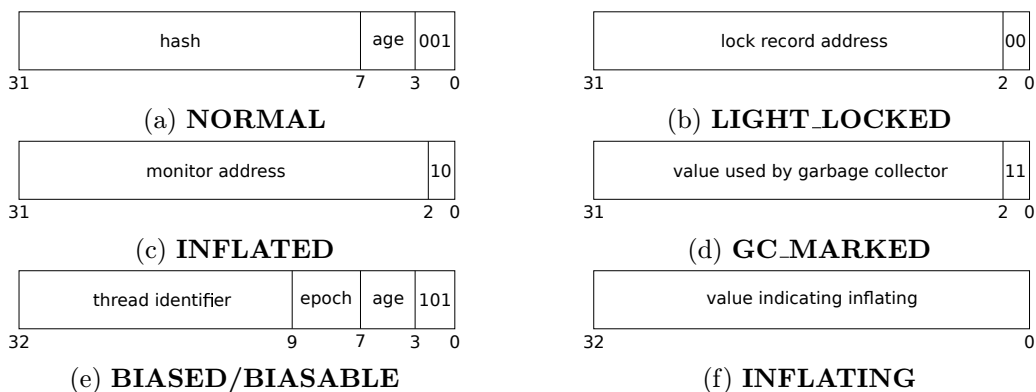 hash age 001
31 7 3 0
(a) NORMAL
lock record address 00
31 2 0
(b) LIGHT_LOCKED
monitor address 10
31 2 0
(c) INFLATED
value used by garbage collector 11
31 2 0
(d) GC_MARKED
thread identifier epoch age 101
32 9 7 3 0
(e) BIASED/BIASABLE
value indicating inflating
32 0
(f) INFLATING